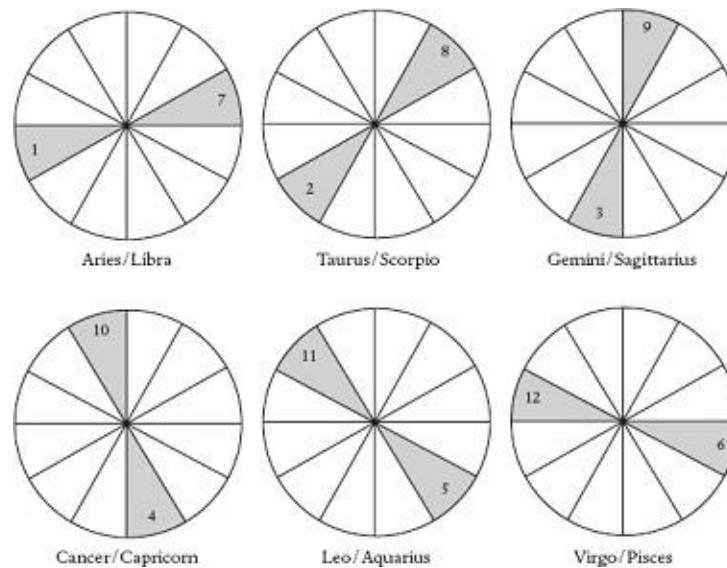 9
8
7
1
2
3
Aries/Libra
Taurus/Scorpio
Gemini/Sagittarius
10
11
12
6
5
4
Cancer/Capricorn
Leo/Aquarius
Virgo/Pisces